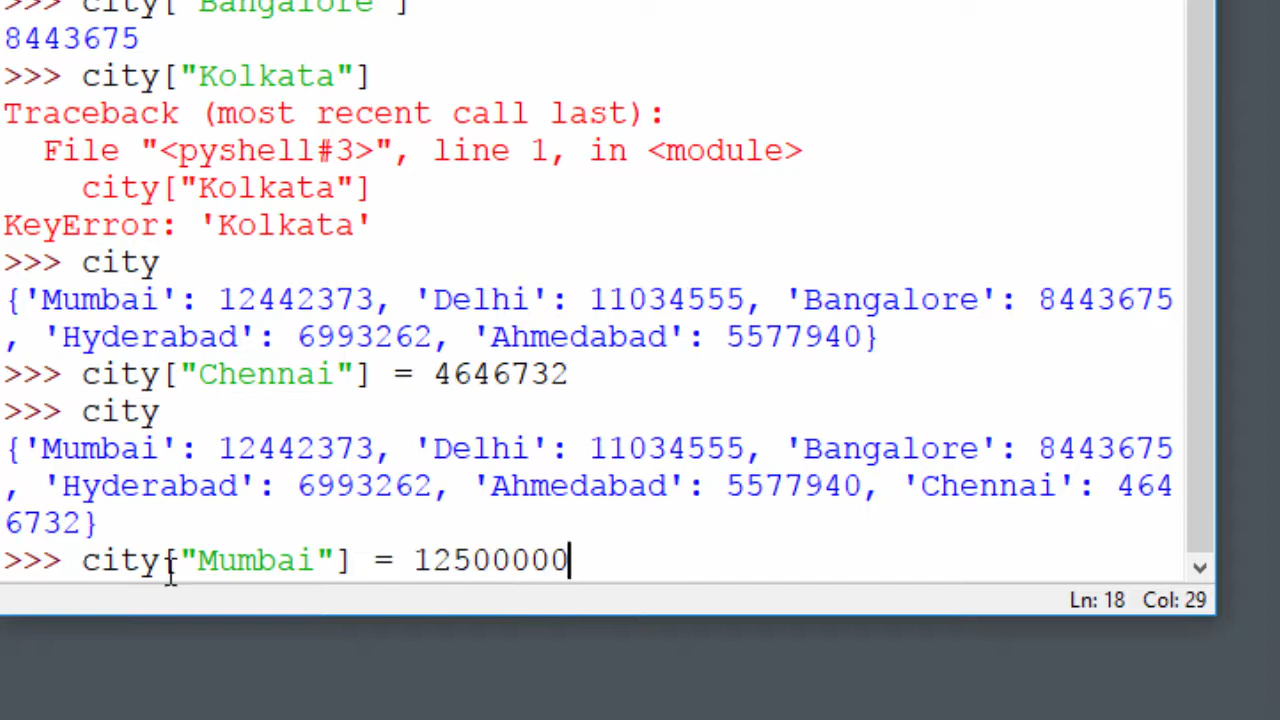 >>> city["Bangalore"]
8443675
>>> city["Kolkata"]
Traceback (most recent call last):
  File "<pyshell#3>", line 1, in <module>
    city["Kolkata"]
KeyError: 'Kolkata'
>>> city
{'Mumbai': 12442373, 'Delhi': 11034555, 'Bangalore': 8443675
, 'Hyderabad': 6993262, 'Ahmedabad': 5577940}
>>> city["Chennai"] = 4646732
>>> city
{'Mumbai': 12442373, 'Delhi': 11034555, 'Bangalore': 8443675
, 'Hyderabad': 6993262, 'Ahmedabad': 5577940, 'Chennai': 464
6732}
>>> city["Mumbai"] = 12500000
Ln: 18 Col: 29